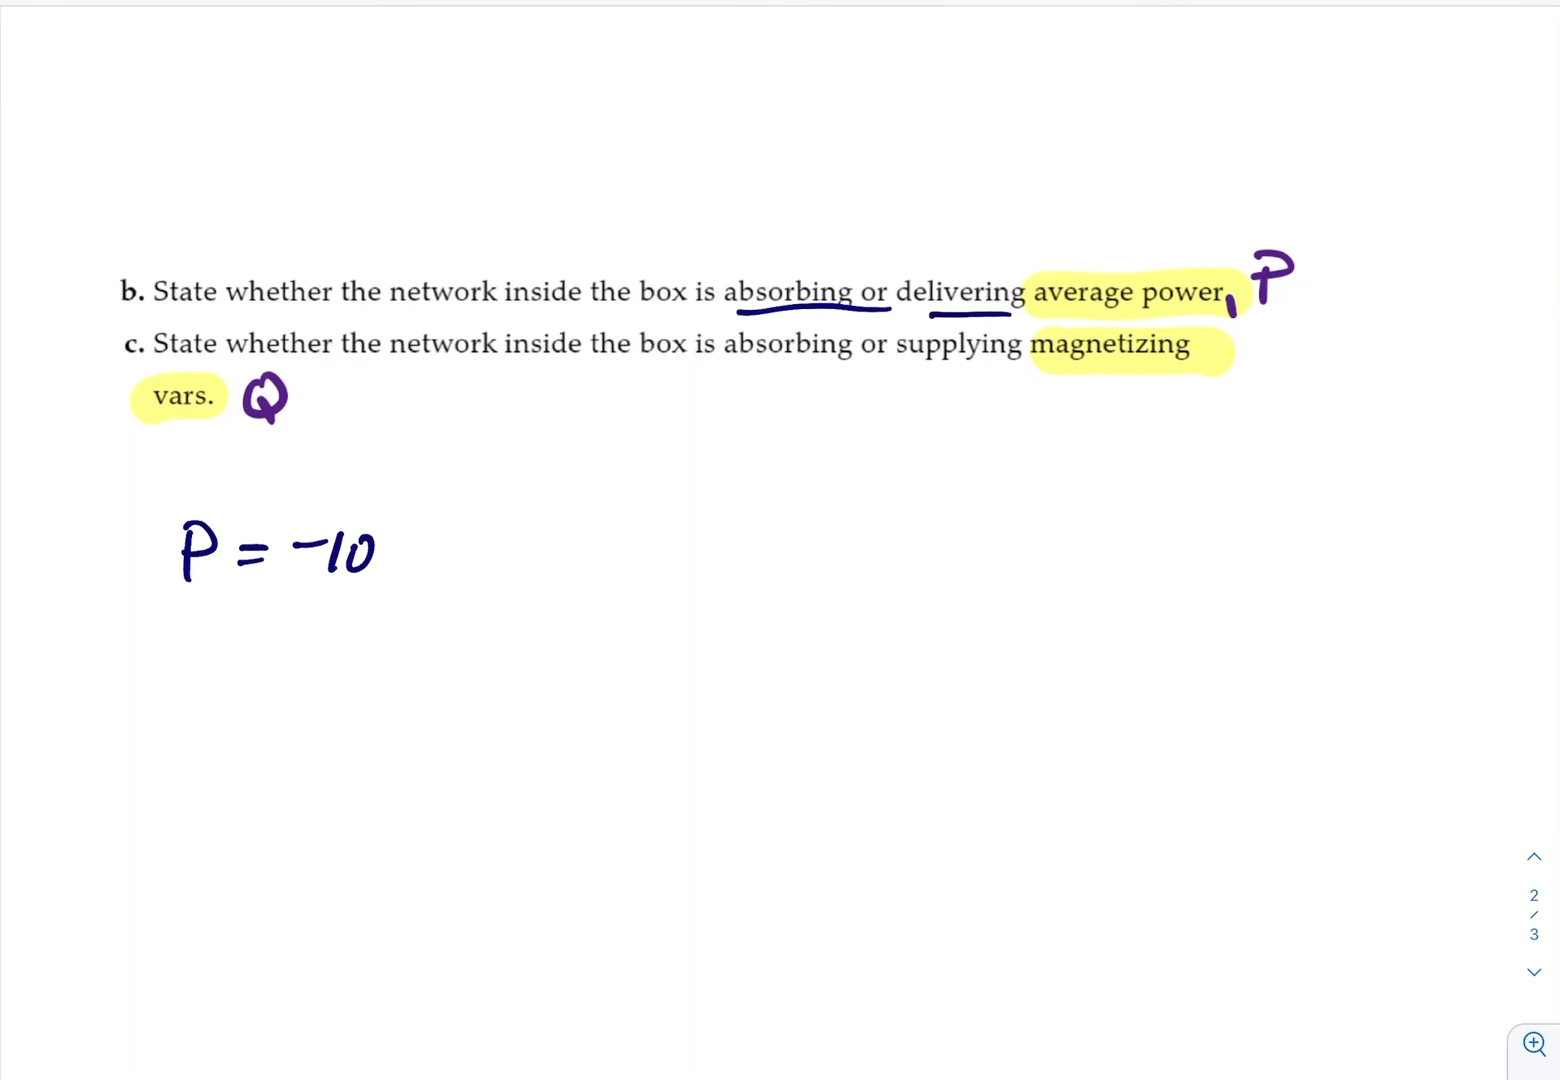 b. State whether the network inside the box is absorbing or delivering average power, P
c. State whether the network inside the box is absorbing or supplying magnetizing
vars. Q
P = -10
2
/
3